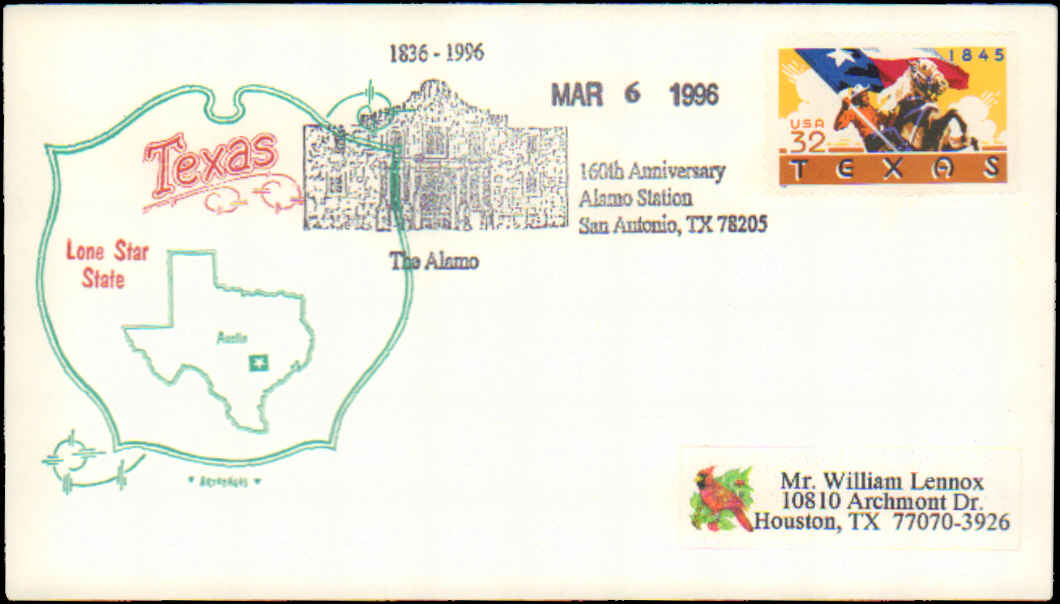 1836 - 1996
MAR 6 1996
1845
USA
32
TEXAS
Texas
160th Anniversary
Alamo Station
San Antonio, TX 78205
The Alamo
Lone Star
State
Austin
Mr. William Lennox
10810 Archmont Dr.
Houston, TX 77070-3926